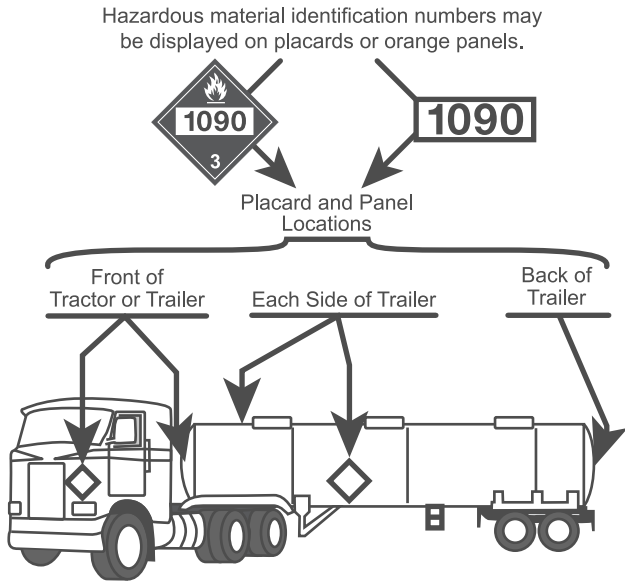 Hazardous material identification numbers may
be displayed on placards or orange panels.
1090
3
1090
Placard and Panel
Locations
Front of
Tractor or Trailer
Each Side of Trailer
Back of
Trailer